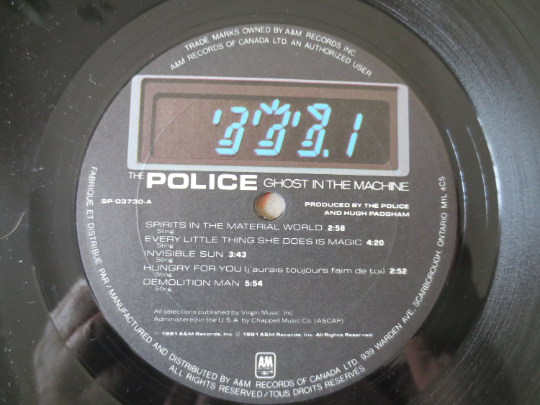 TRADE MARKS OWNED BY A&M RECORDS INC.
A&M RECORDS OF CANADA LTD. AN AUTHORIZED USER
THE POLICE GHOST IN THE MACHINE
SP-03730-A
PRODUCED BY THE POLICE
AND HUGH PADGHAM
SPIRITS IN THE MATERIAL WORLD 2:58
Sting
EVERY LITTLE THING SHE DOES IS MAGIC 4:20
Sting
INVISIBLE SUN 3:43
Sting
HUNGRY FOR YOU (j'aurais toujours faim de toi) 2:52
Sting
DEMOLITION MAN 5:54
Sting
All selections published by Virgin Music, Inc.
Administered in the U.S.A. by Chappell Music Co. (ASCAP)
© 1981 A&M Records, Inc. ℗ 1981 A&M Records, Inc. All Rights Reserved.
A&M
FABRIQUE ET DISTRIBUE PAR/MANUFACTURED AND DISTRIBUTED BY A&M RECORDS OF CANADA LTD. 939 WARDEN AVE. SCARBOROUGH, ONTARIO M1L 4C5
ALL RIGHTS RESERVED/TOUS DROITS RESERVES